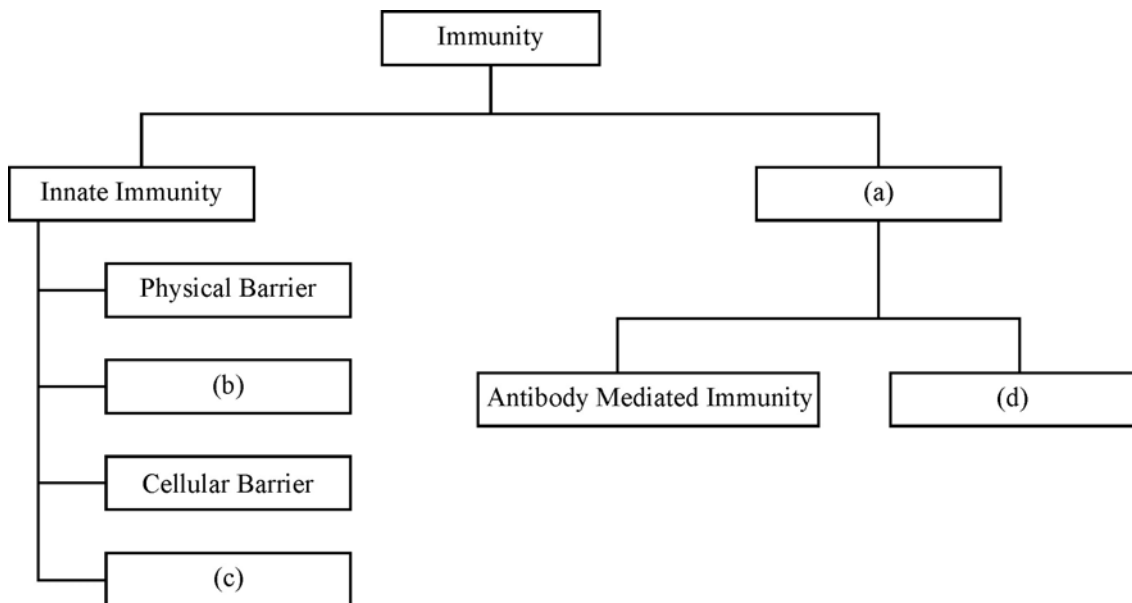 Immunity
Innate Immunity
(a)
Physical Barrier
(b)
Antibody Mediated Immunity
(d)
Cellular Barrier
(c)